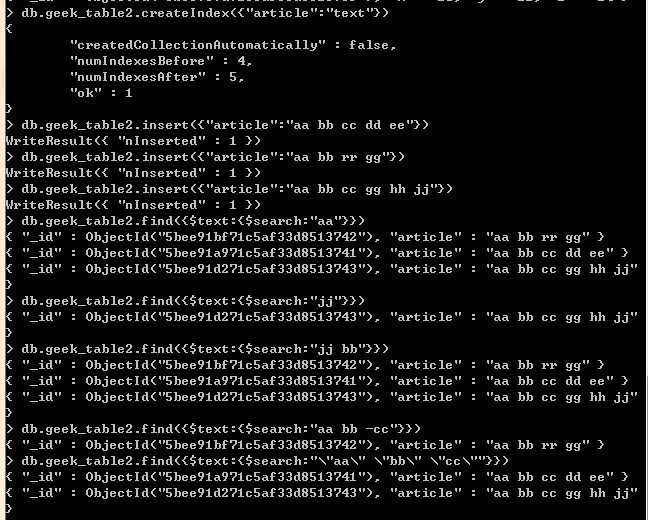 > db.geek_table2.createIndex({"article":"text"})
{
        "createdCollectionAutomatically" : false,
        "numIndexesBefore" : 4,
        "numIndexesAfter" : 5,
        "ok" : 1
}
> db.geek_table2.insert({"article":"aa bb cc dd ee"})
WriteResult({ "nInserted" : 1 })
> db.geek_table2.insert({"article":"aa bb rr gg"})
WriteResult({ "nInserted" : 1 })
> db.geek_table2.insert({"article":"aa bb cc gg hh jj"})
WriteResult({ "nInserted" : 1 })
> db.geek_table2.find({$text:{$search:"aa"}})
{ "_id" : ObjectId("5bee91bf71c5af33d8513742"), "article" : "aa bb rr gg" }
{ "_id" : ObjectId("5bee91a971c5af33d8513741"), "article" : "aa bb cc dd ee" }
{ "_id" : ObjectId("5bee91d271c5af33d8513743"), "article" : "aa bb cc gg hh jj"
}
> db.geek_table2.find({$text:{$search:"jj"}})
{ "_id" : ObjectId("5bee91d271c5af33d8513743"), "article" : "aa bb cc gg hh jj"
}
> db.geek_table2.find({$text:{$search:"jj bb"}})
{ "_id" : ObjectId("5bee91bf71c5af33d8513742"), "article" : "aa bb rr gg" }
{ "_id" : ObjectId("5bee91a971c5af33d8513741"), "article" : "aa bb cc dd ee" }
{ "_id" : ObjectId("5bee91d271c5af33d8513743"), "article" : "aa bb cc gg hh jj"
}
> db.geek_table2.find({$text:{$search:"aa bb -cc"}})
{ "_id" : ObjectId("5bee91bf71c5af33d8513742"), "article" : "aa bb rr gg" }
> db.geek_table2.find({$text:{$search:"\"aa\" \"bb\" \"cc\""}})
{ "_id" : ObjectId("5bee91a971c5af33d8513741"), "article" : "aa bb cc dd ee" }
{ "_id" : ObjectId("5bee91d271c5af33d8513743"), "article" : "aa bb cc gg hh jj"
}